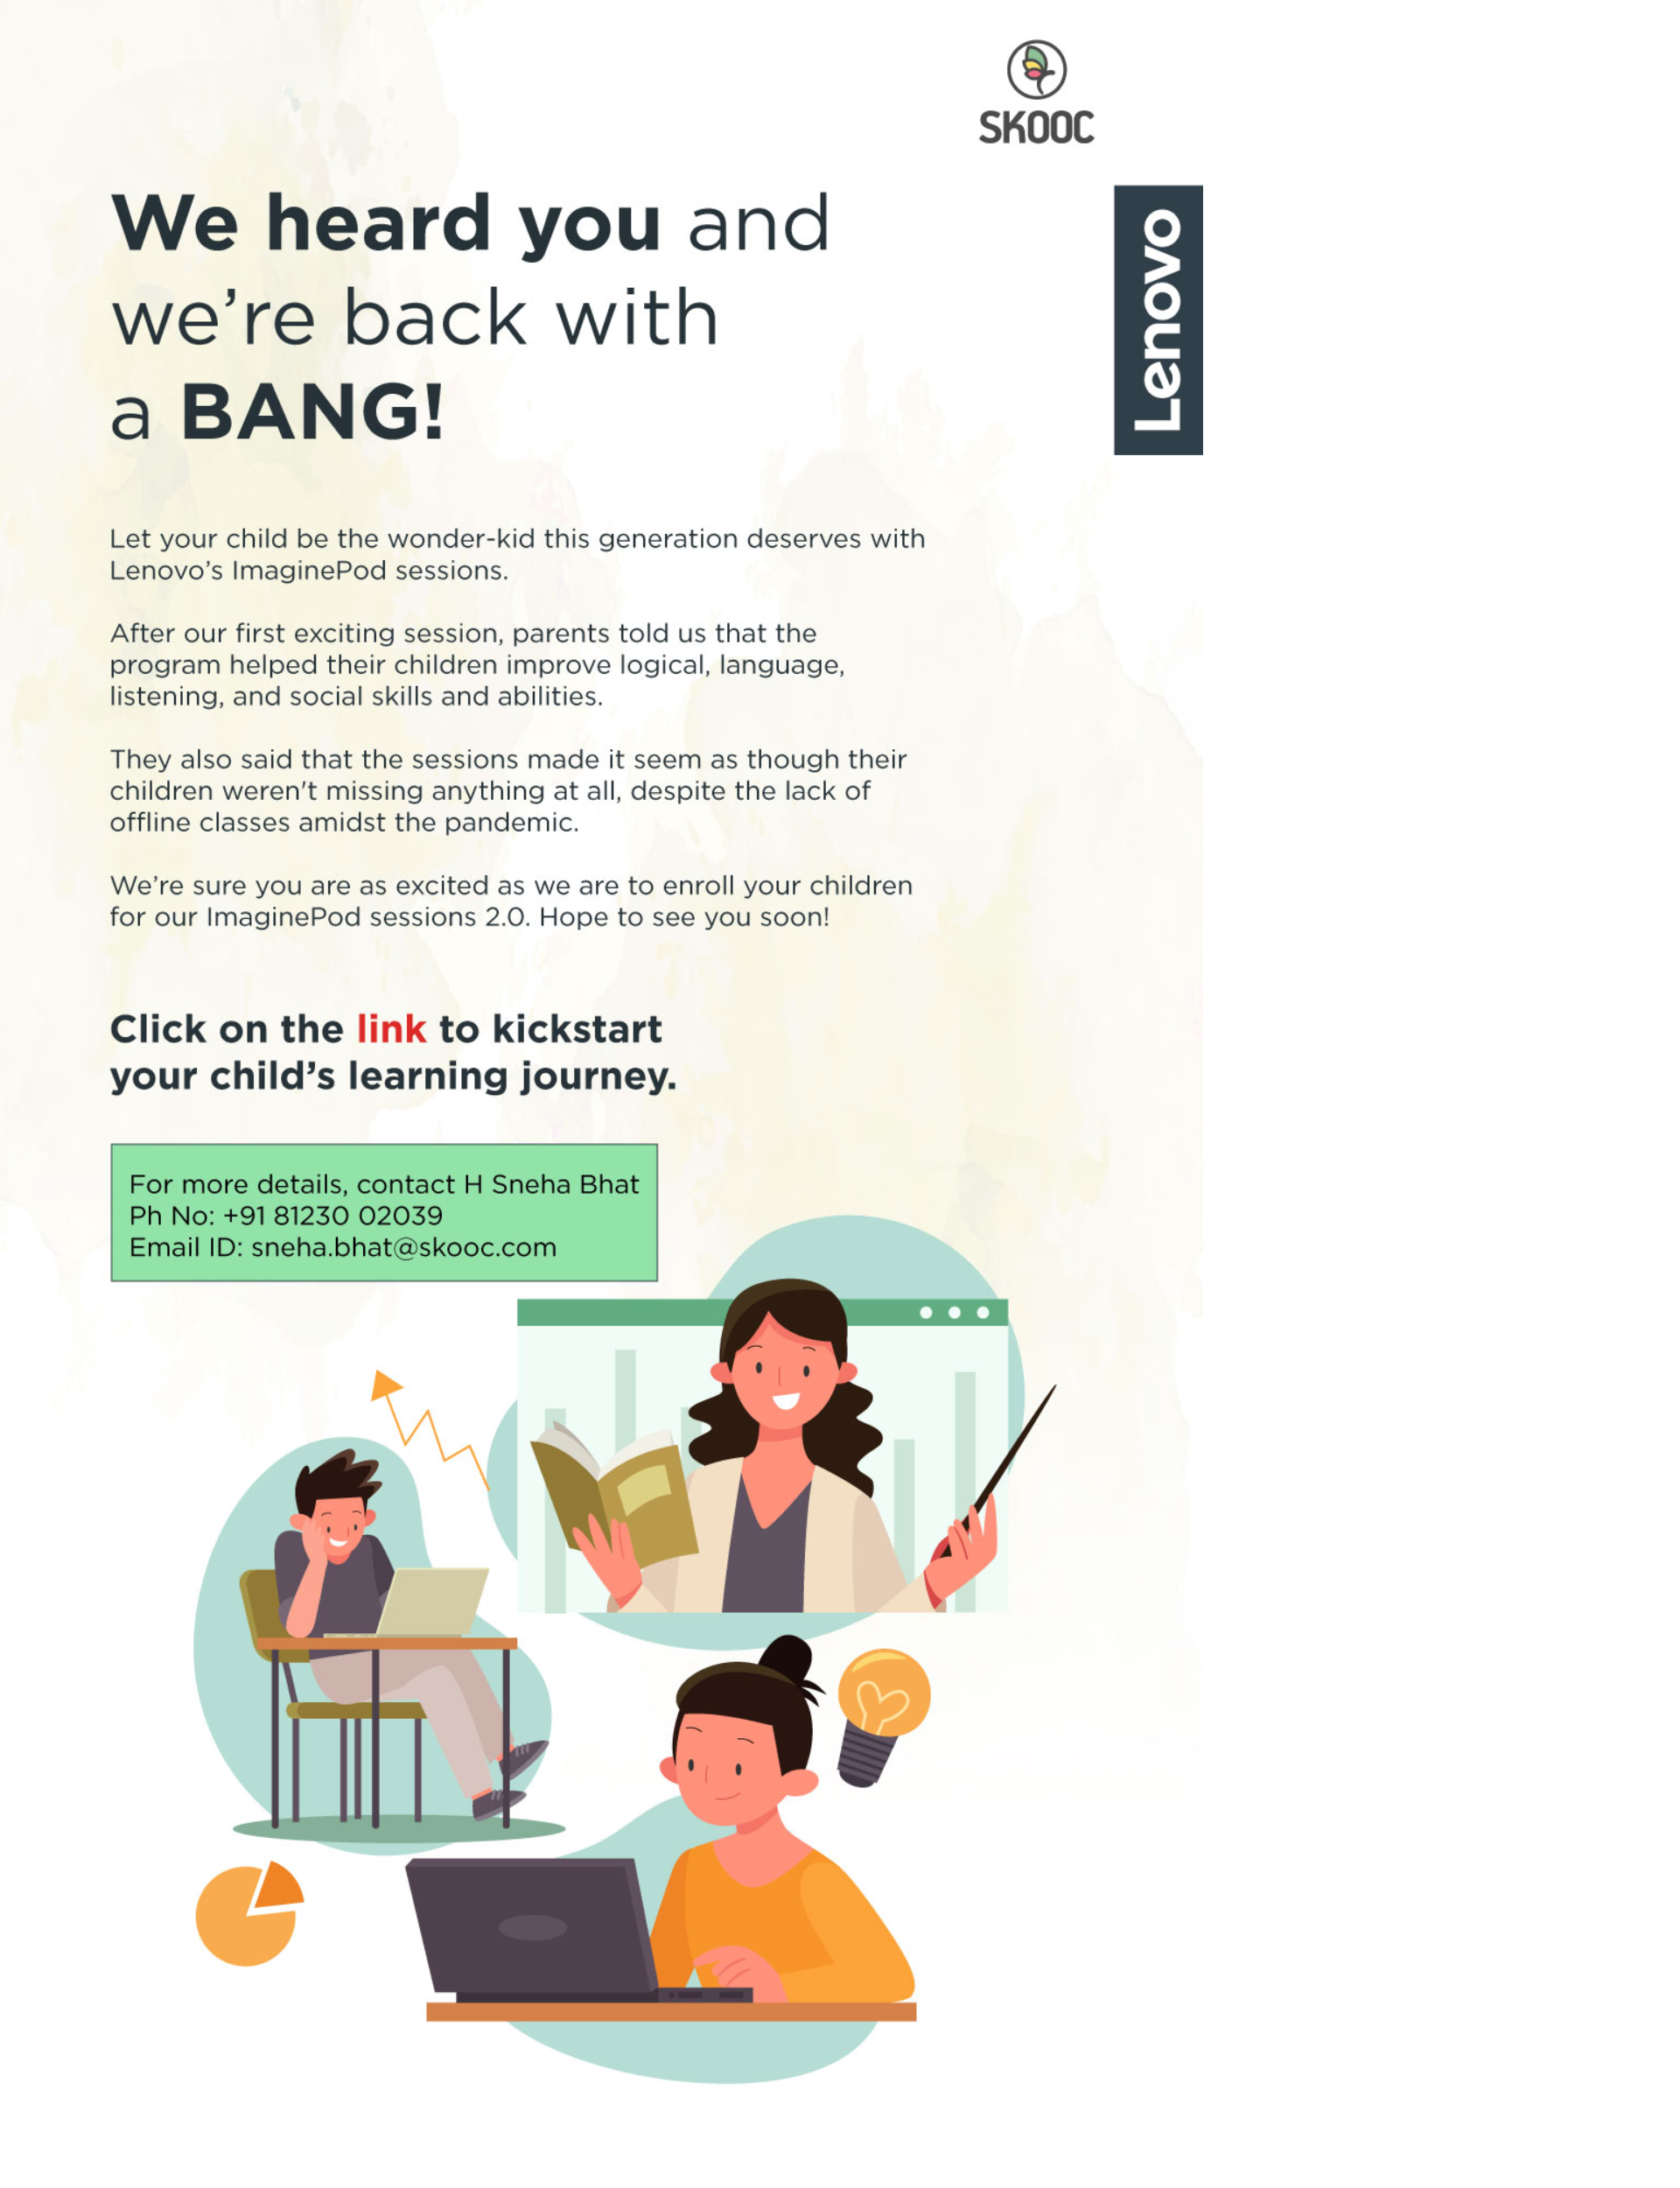 SKOOC
Lenovo
We heard you and
we’re back with
a BANG!
Let your child be the wonder-kid this generation deserves with
Lenovo’s ImaginePod sessions.
After our first exciting session, parents told us that the
program helped their children improve logical, language,
listening, and social skills and abilities.
They also said that the sessions made it seem as though their
children weren't missing anything at all, despite the lack of
offline classes amidst the pandemic.
We’re sure you are as excited as we are to enroll your children
for our ImaginePod sessions 2.0. Hope to see you soon!
Click on the link to kickstart
your child’s learning journey.
For more details, contact H Sneha Bhat
Ph No: +91 81230 02039
Email ID: sneha.bhat@skooc.com